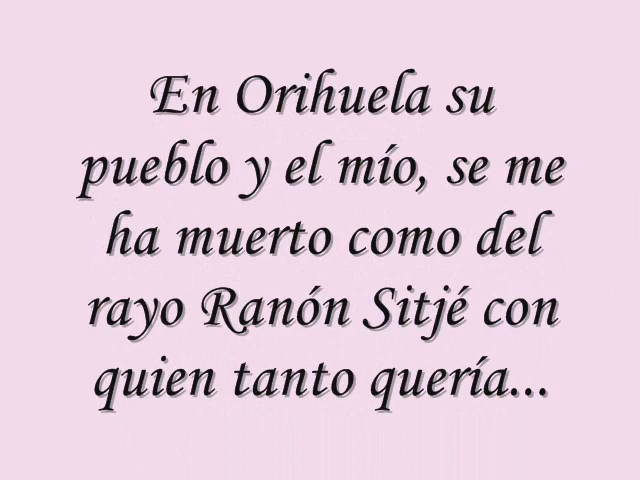 En Orihuela su
pueblo y el mío, se me
ha muerto como del
rayo Ranón Sitjé con
quien tanto quería...